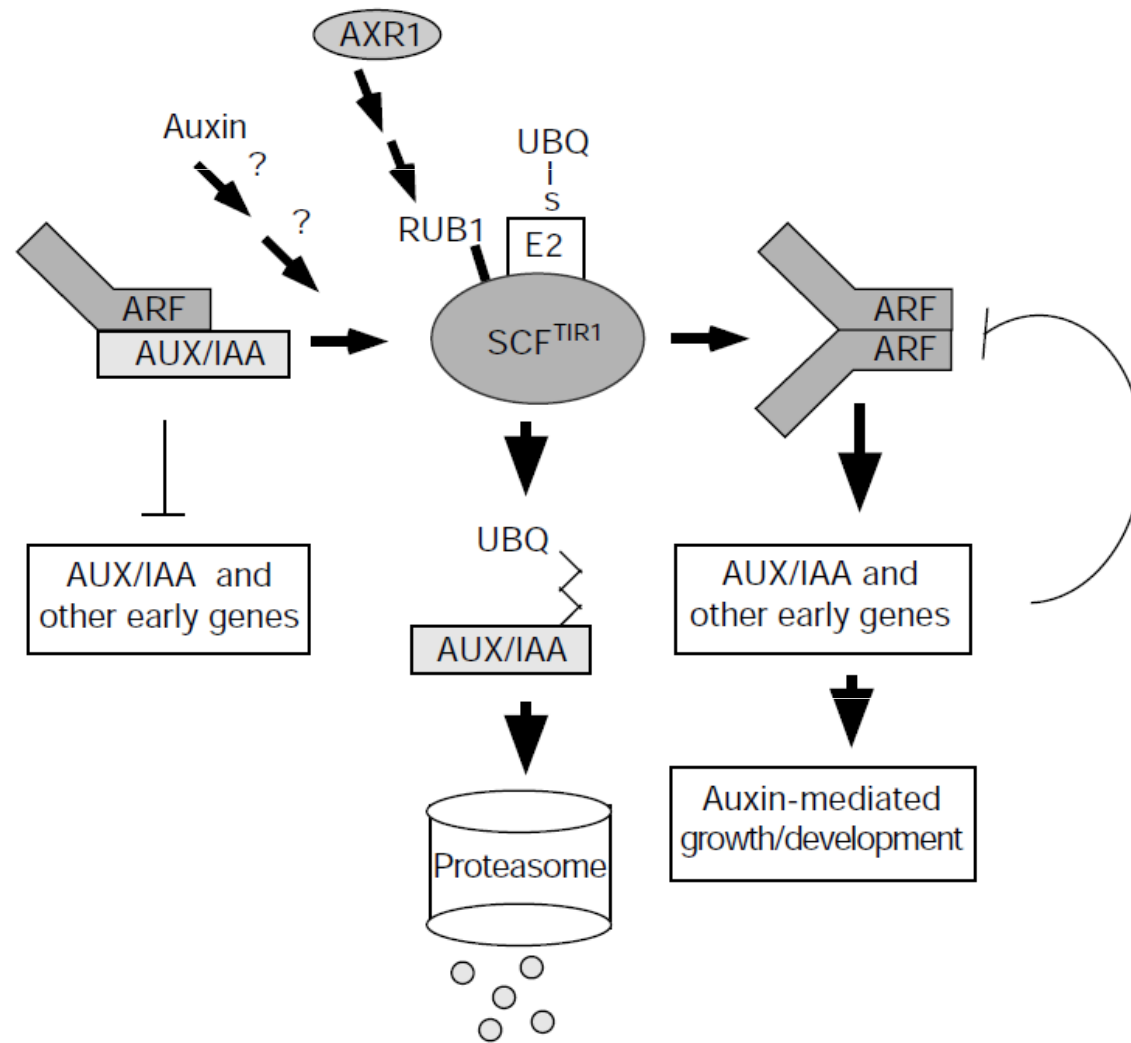 AXR1
Auxin
?
?
UBQ
s
RUB1
E2
ARF
AUX/IAA
SCF^TIR1
ARF
ARF
AUX/IAA and
other early genes
UBQ
AUX/IAA
AUX/IAA and
other early genes
Proteasome
Auxin-mediated
growth/development